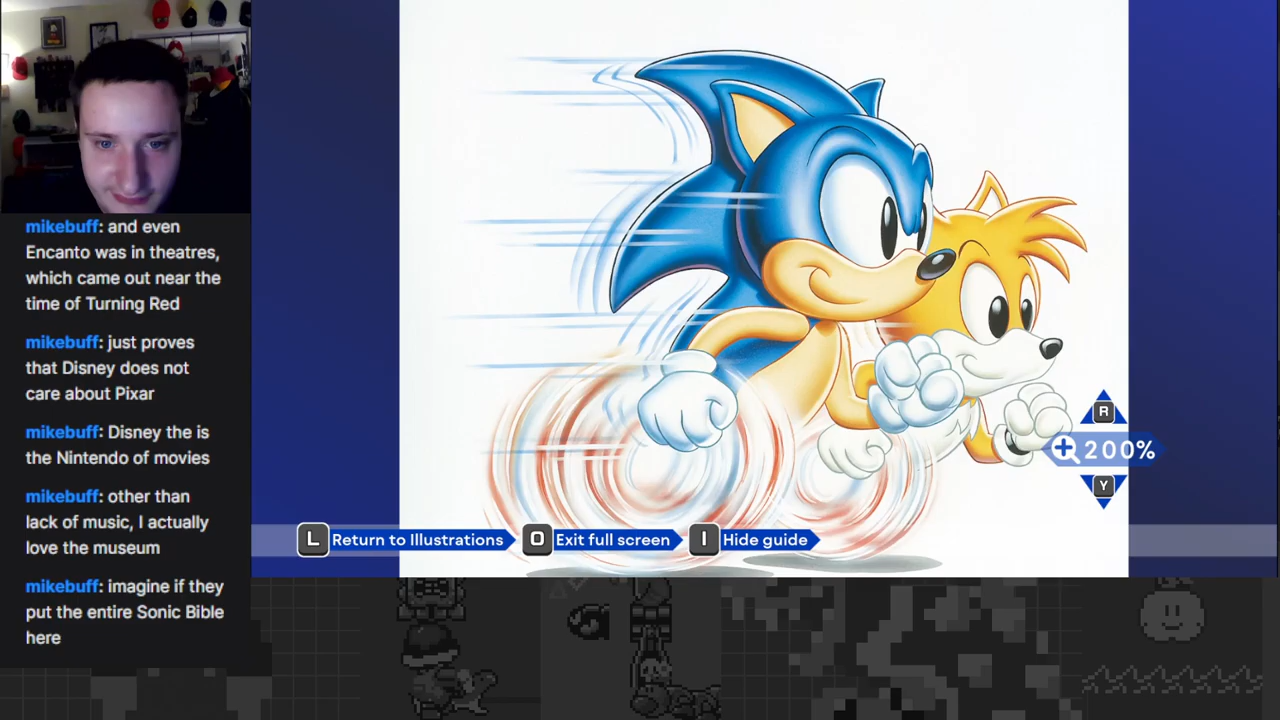 mikebuff: and even
Encanto was in theatres,
which came out near the
time of Turning Red
mikebuff: just proves
that Disney does not
care about Pixar
mikebuff: Disney the is
the Nintendo of movies
mikebuff: other than
lack of music, I actually
love the museum
mikebuff: imagine if they
put the entire Sonic Bible
here
R
200%
Y
L Return to Illustrations O Exit full screen I Hide guide